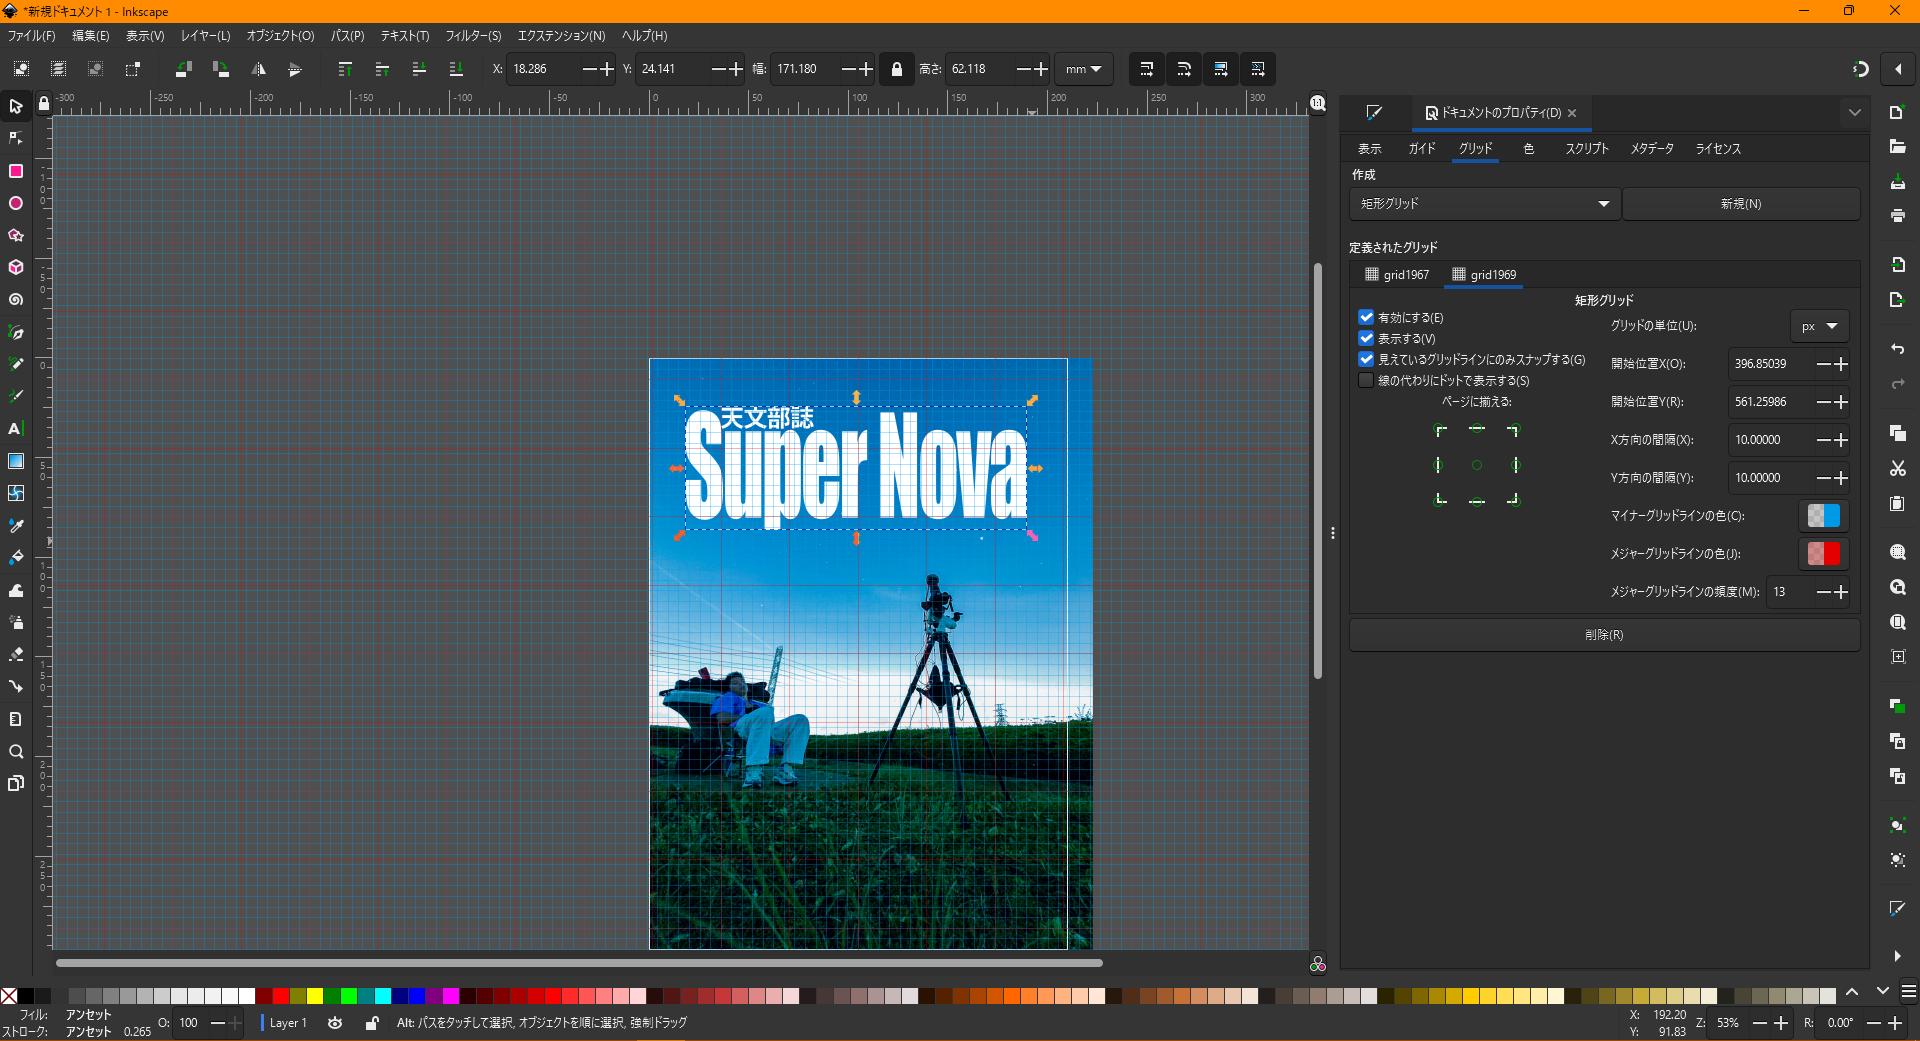 *新規ドキュメント 1 - Inkscape
ファイル(F) 編集(E) 表示(V) レイヤー(L) オブジェクト(O) パス(P) テキスト(T) フィルター(S) エクステンション(N) ヘルプ(H)
X: 18.286 Y: 24.141 幅: 171.180 高さ: 62.118 mm
-300 -250 -200 -150 -100 -50 0 50 100 150 200 250 300
1:1
-100
-50
0
50
100
150
200
250
天文部誌
Super Nova
ドキュメントのプロパティ(D)
表示 ガイド グリッド 色 スクリプト メタデータ ライセンス
作成
矩形グリッド 新規(N)
定義されたグリッド
grid1967 grid1969
矩形グリッド
有効にする(E)
表示する(V)
見えているグリッドラインにのみスナップする(G)
線の代わりにドットで表示する(S)
ページに揃える:
グリッドの単位(U): px
開始位置X(O): 396.85039
開始位置Y(R): 561.25986
X方向の間隔(X): 10.00000
Y方向の間隔(Y): 10.00000
マイナーグリッドラインの色(C):
メジャーグリッドラインの色(J):
メジャーグリッドラインの頻度(M): 13
削除(R)
フィル: アンセット
ストローク: アンセット 0.265 O: 100
Layer 1
Alt: パスをタッチして選択, オブジェクトを順に選択, 強制ドラッグ
X: 192.20
Y: 91.83
Z: 53% R: 0.00°